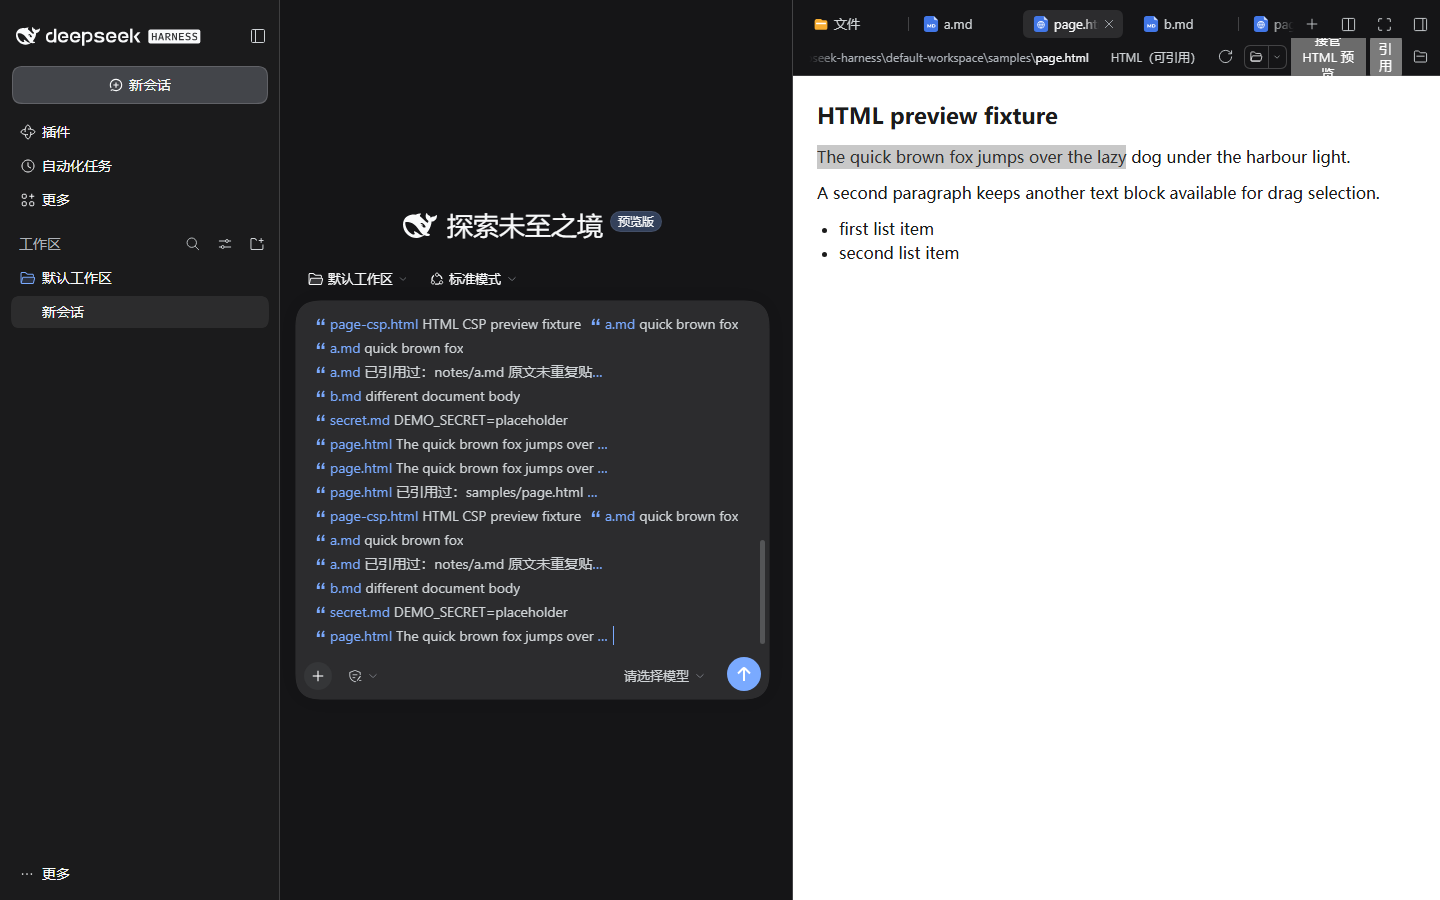 deepseek HARNESS
新会话
插件
自动化任务
更多
工作区
默认工作区
新会话
更多
探索未至之境 预览版
默认工作区 标准模式
page-csp.html HTML CSP preview fixture a.md quick brown fox
a.md quick brown fox
a.md 已引用过：notes/a.md 原文未重复贴...
b.md different document body
secret.md DEMO_SECRET=placeholder
page.html The quick brown fox jumps over ...
page.html The quick brown fox jumps over ...
page.html 已引用过：samples/page.html ...
page-csp.html HTML CSP preview fixture a.md quick brown fox
a.md quick brown fox
a.md 已引用过：notes/a.md 原文未重复贴...
b.md different document body
secret.md DEMO_SECRET=placeholder
page.html The quick brown fox jumps over ...
请选择模型
文件 a.md page.ht b.md pag
seek-harness\default-workspace\samples\page.html HTML（可引用）
接管
HTML 预
览
引
用
HTML preview fixture
The quick brown fox jumps over the lazy dog under the harbour light.
A second paragraph keeps another text block available for drag selection.
• first list item
• second list item